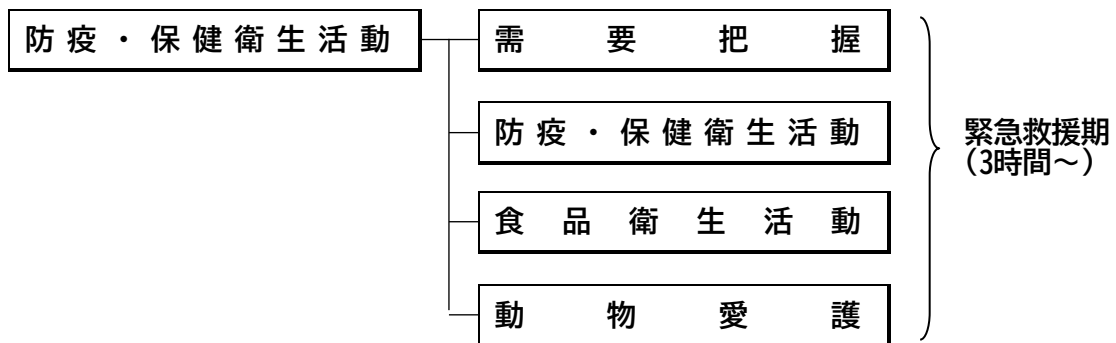 防疫・保健衛生活動
需要把握
防疫・保健衛生活動
食品衛生活動
動物愛護
緊急救援期
（3時間～）